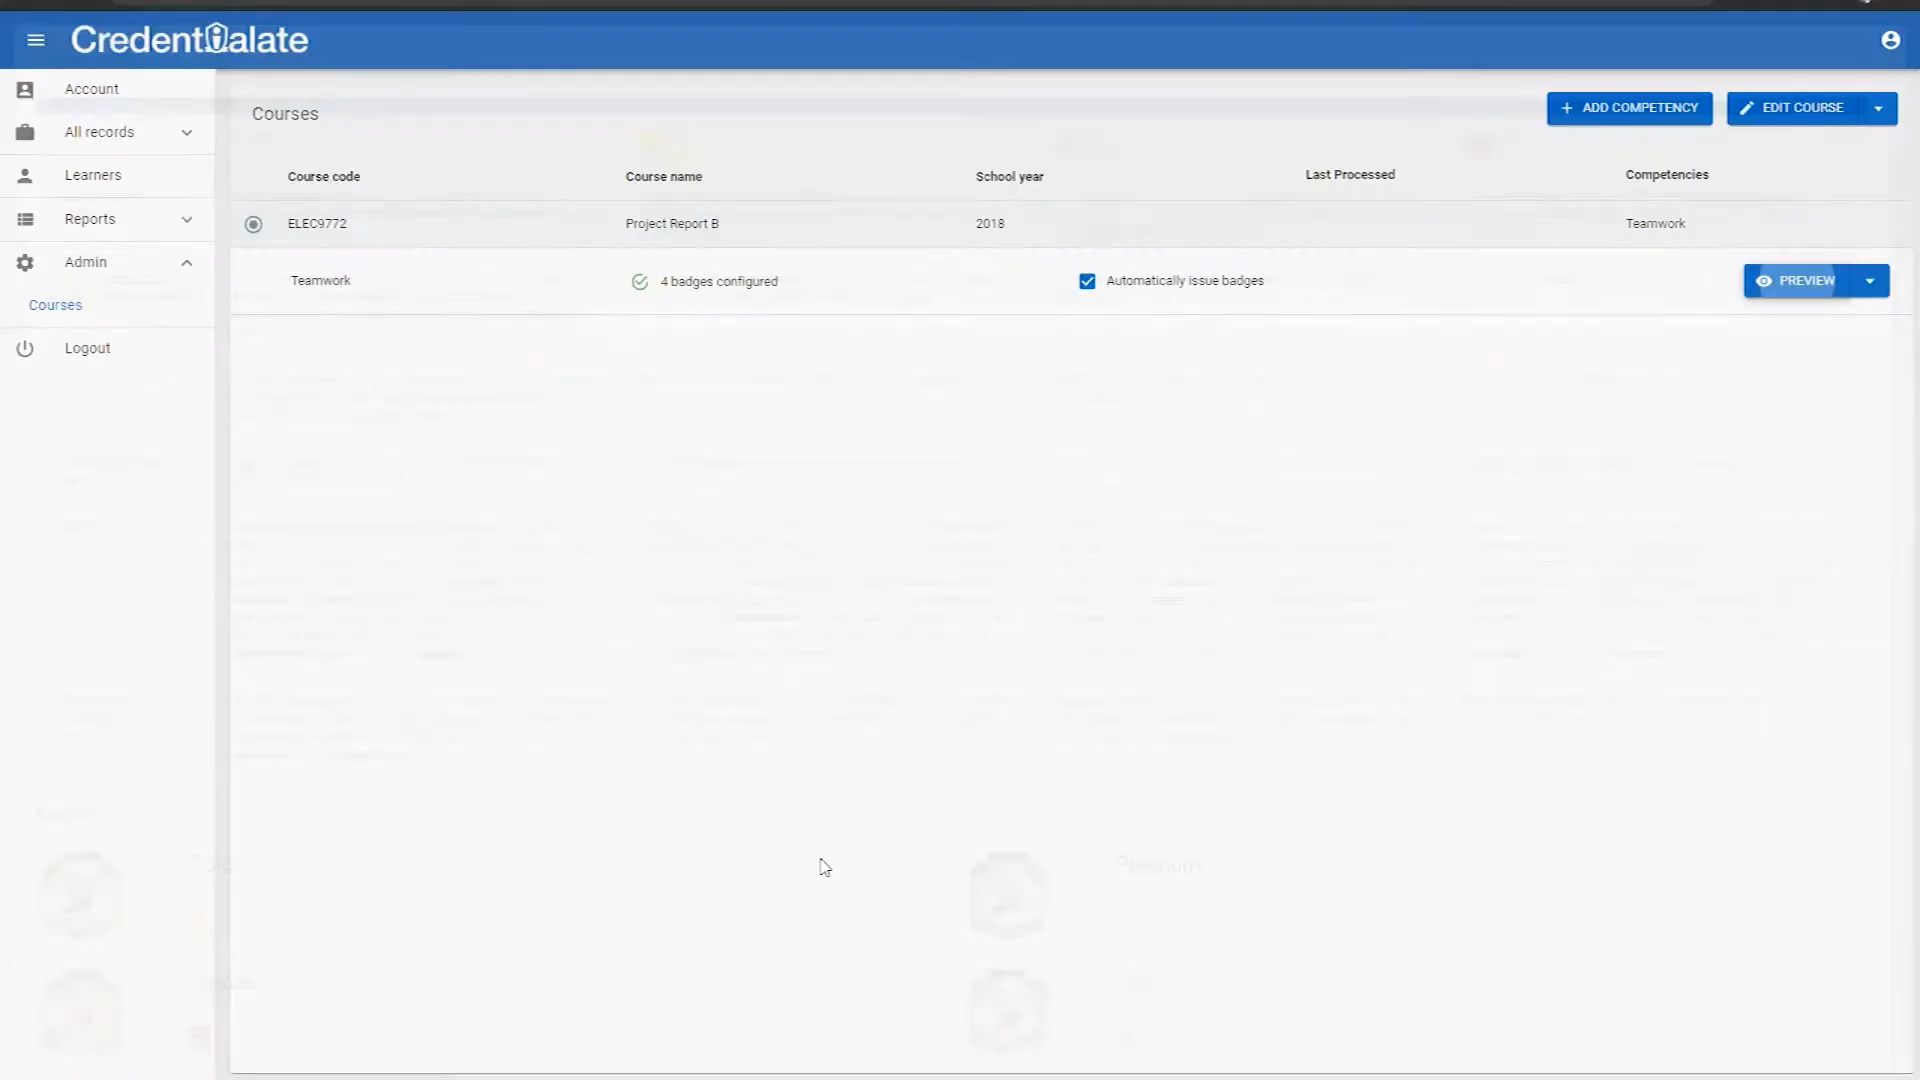 Credentialate
Account
All records
Learners
Reports
Admin
Courses
Logout
Courses
ADD COMPETENCY
EDIT COURSE
Course code Course name School year Last Processed Competencies
ELEC9772 Project Report B 2018 Teamwork
Teamwork 4 badges configured Automatically issue badges PREVIEW
Platinum